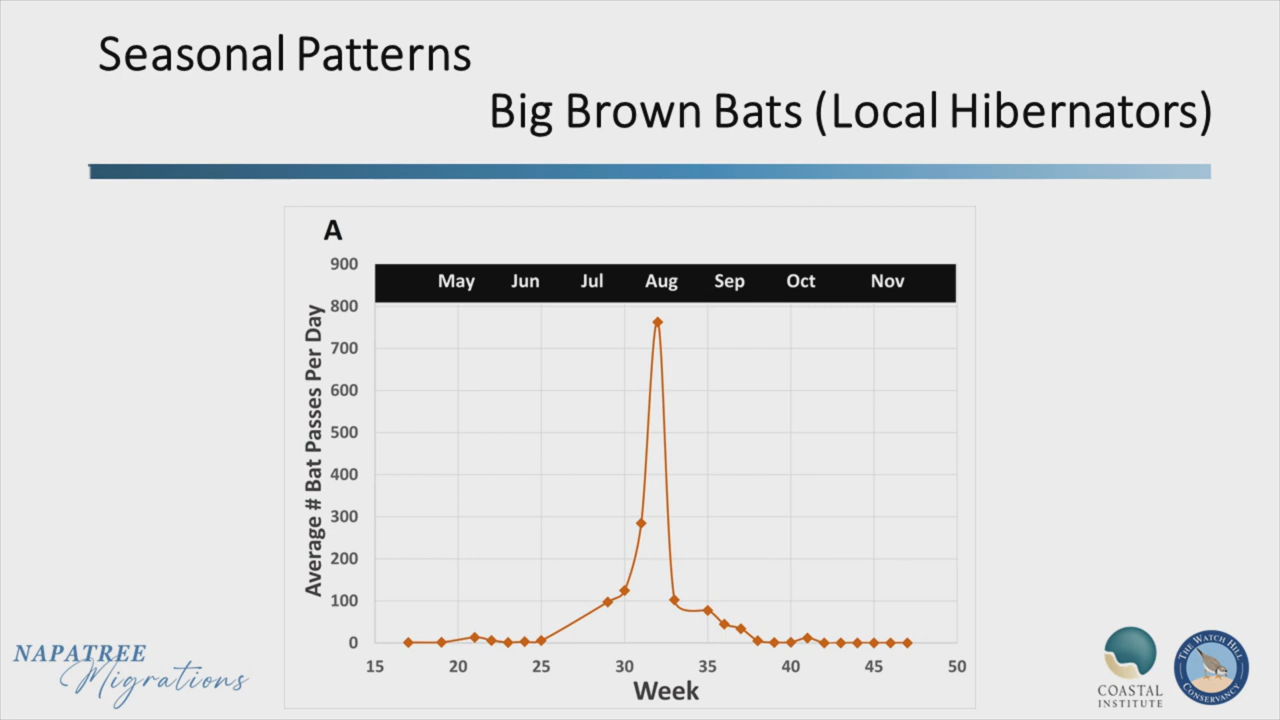 Seasonal Patterns
Big Brown Bats (Local Hibernators)
A
900
May Jun Jul Aug Sep Oct Nov
800
700
600
500
400
300
200
100
0
Average # Bat Passes Per Day
15 20 25 30 35 40 45 50
Week
NAPATREE
Migrations
COASTAL
INSTITUTE
THE WATCH HILL
CONSERVANCY